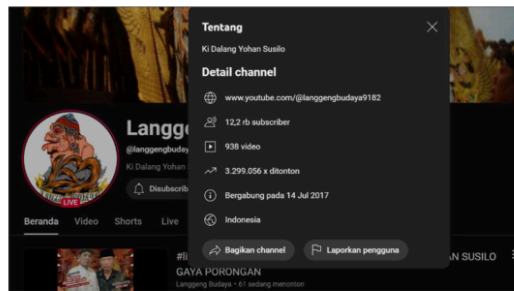 Tentang
Ki Dalang Yohan Susilo
Detail channel
www.youtube.com/@langgengbudaya9182
12,2 rb subscriber
938 video
3.299.056 x ditonton
Bergabung pada 14 Jul 2017
Indonesia
Bagikan channel
Laporkan pengguna
Langge
@langgengbuday
Ki Dalang Yohan
Disubscrib
LIVE
Beranda Video Shorts Live
#li
AN SUSILO
GAYA PORONGAN
Langgeng Budaya • 61 sedang menonton